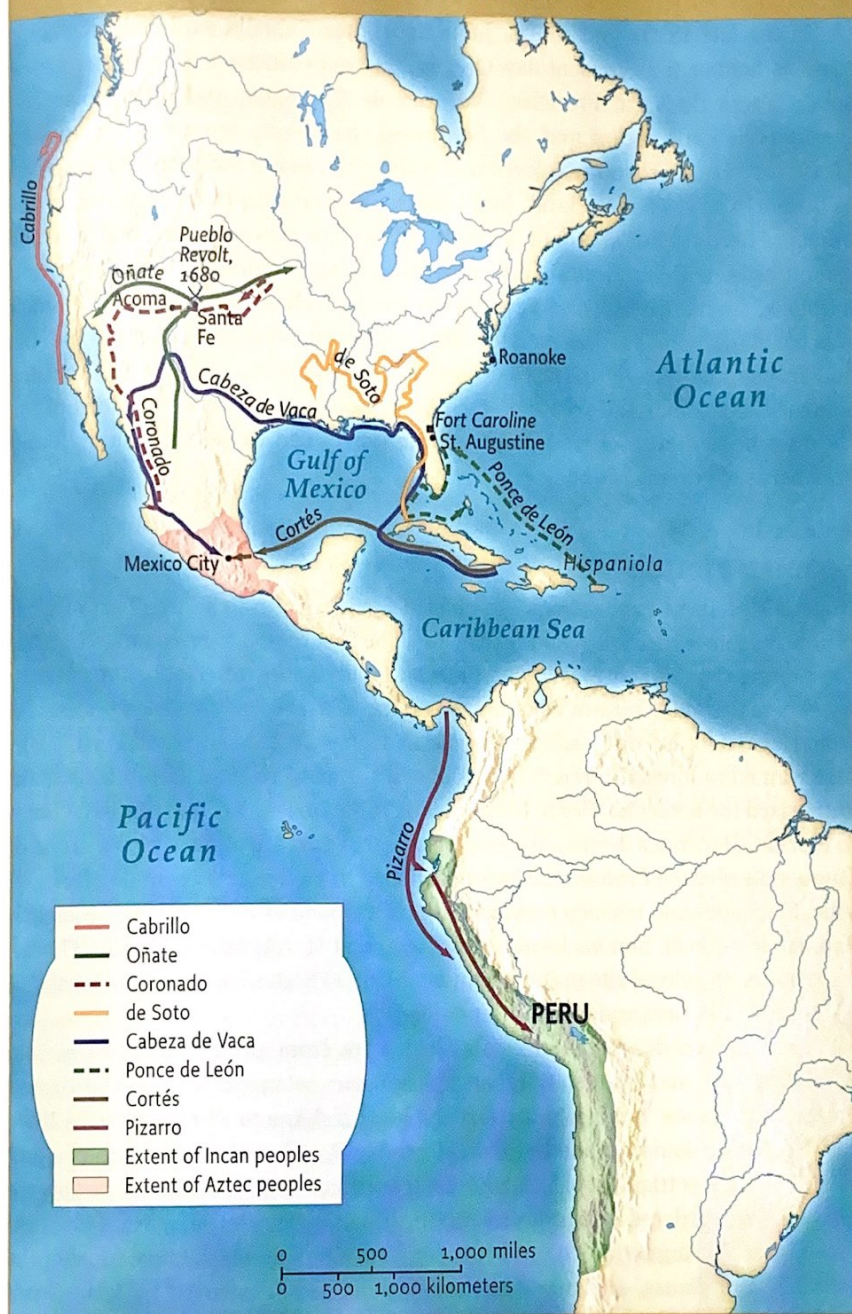 Cabrillo
Pueblo
Revolt,
1680
Oñate
Acoma
Santa
Fe
de Soto
Roanoke
Atlantic
Ocean
Cabeza de Vaca
Coronado
Fort Caroline
St. Augustine
Gulf of
Mexico
Ponce de León
Cortés
Mexico City
Hispaniola
Caribbean Sea
Pacific
Ocean
Pizarro
PERU
Cabrillo
Oñate
Coronado
de Soto
Cabeza de Vaca
Ponce de León
Cortés
Pizarro
Extent of Incan peoples
Extent of Aztec peoples
0 500 1,000 miles
0 500 1,000 kilometers